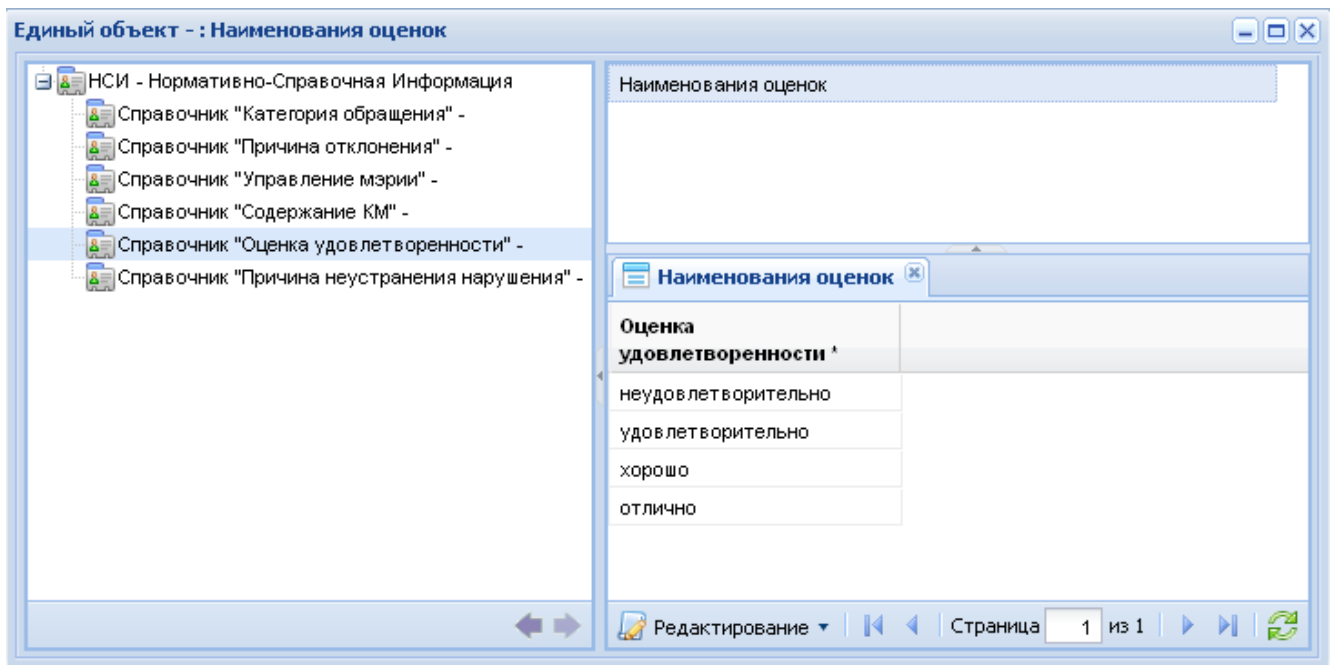 Единый объект - : Наименования оценок
НСИ - Нормативно-Справочная Информация
Справочник "Категория обращения" -
Справочник "Причина отклонения" -
Справочник "Управление мэрии" -
Справочник "Содержание КМ" -
Справочник "Оценка удовлетворенности" -
Справочник "Причина неустранения нарушения" -
Наименования оценок
Наименования оценок
Оценка
удовлетворенности *
неудовлетворительно
удовлетворительно
хорошо
отлично
Редактирование Страница 1 из 1